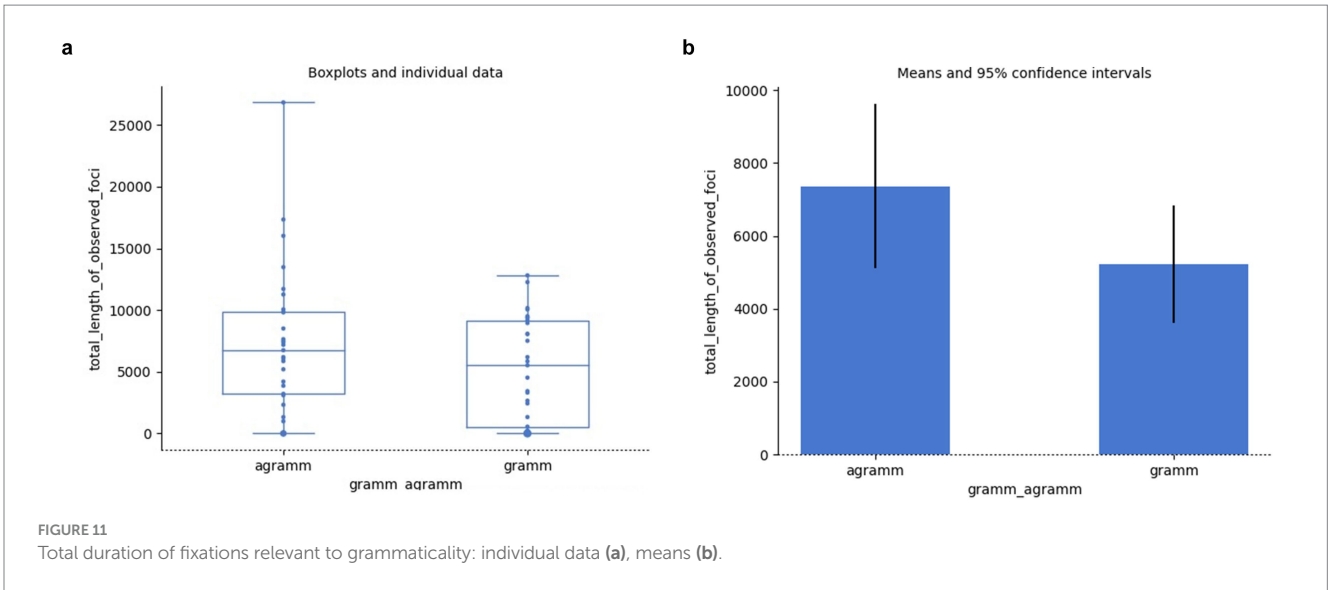 a
Boxplots and individual data
total_length_of_observed_foci
25000
20000
15000
10000
5000
0
agramm
gramm
gramm_agramm
b
Means and 95% confidence intervals
total_length_of_observed_foci
10000
8000
6000
4000
2000
0
agramm
gramm
gramm_agramm
FIGURE 11
Total duration of fixations relevant to grammaticality: individual data (a), means (b).